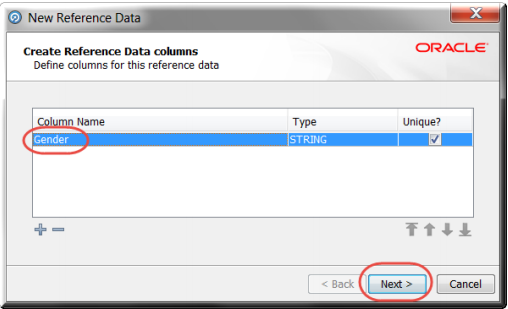 New Reference Data
Create Reference Data columns
Define columns for this reference data
ORACLE
Column Name Type Unique?
Gender STRING
< Back Next > Cancel